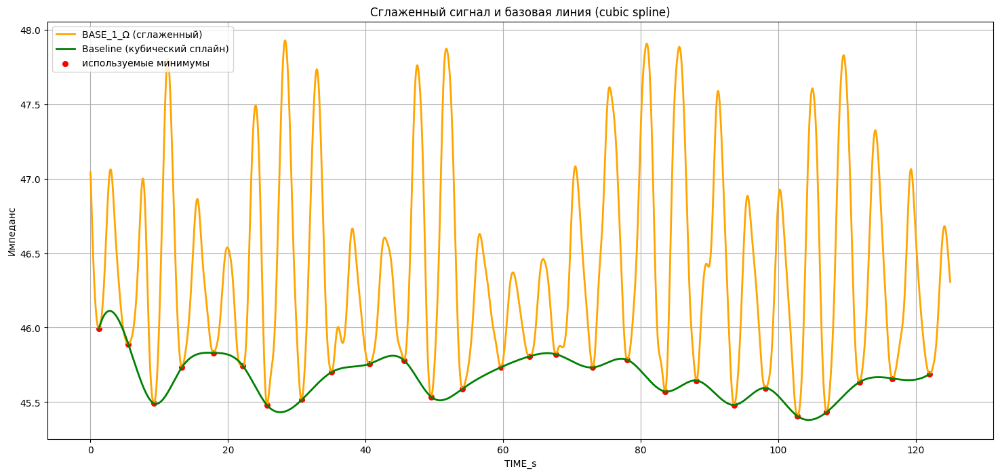 Сглаженный сигнал и базовая линия (cubic spline)
BASE_1_Ω (сглаженный)
Baseline (кубический сплайн)
используемые минимумы
48.0
47.5
47.0
46.5
46.0
45.5
Импеданс
0 20 40 60 80 100 120
TIME_s